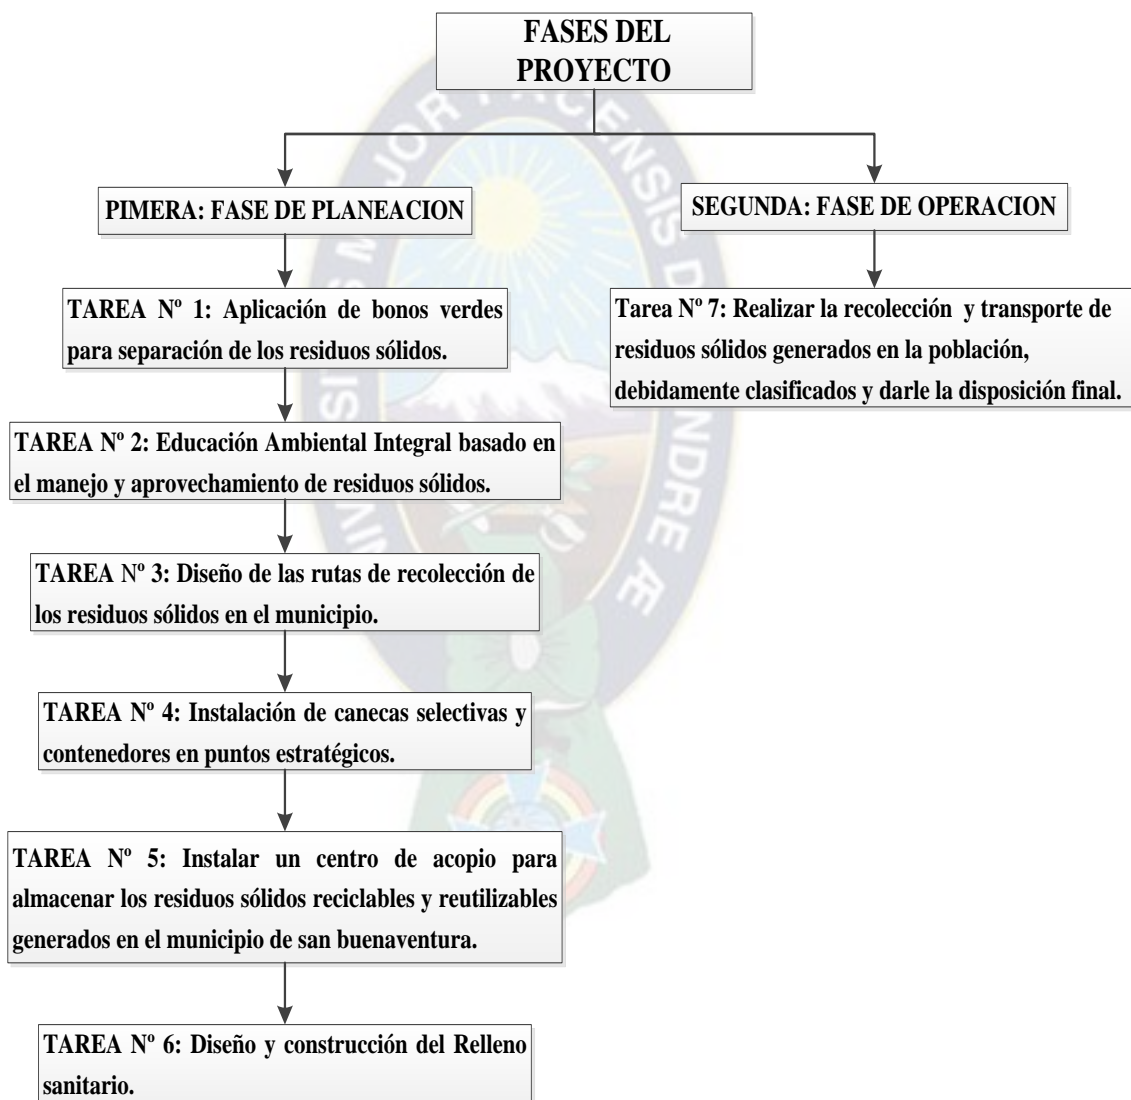 FASES DEL
PROYECTO
PIMERA: FASE DE PLANEACION
TAREA Nº 1: Aplicación de bonos verdes
para separación de los residuos sólidos.
TAREA Nº 2: Educación Ambiental Integral basado en
el manejo y aprovechamiento de residuos sólidos.
TAREA Nº 3: Diseño de las rutas de recolección de
los residuos sólidos en el municipio.
TAREA Nº 4: Instalación de canecas selectivas y
contenedores en puntos estratégicos.
TAREA Nº 5: Instalar un centro de acopio para
almacenar los residuos sólidos reciclables y reutilizables
generados en el municipio de san buenaventura.
TAREA Nº 6: Diseño y construcción del Relleno
sanitario.
SEGUNDA: FASE DE OPERACION
Tarea Nº 7: Realizar la recolección y transporte de
residuos sólidos generados en la población,
debidamente clasificados y darle la disposición final.